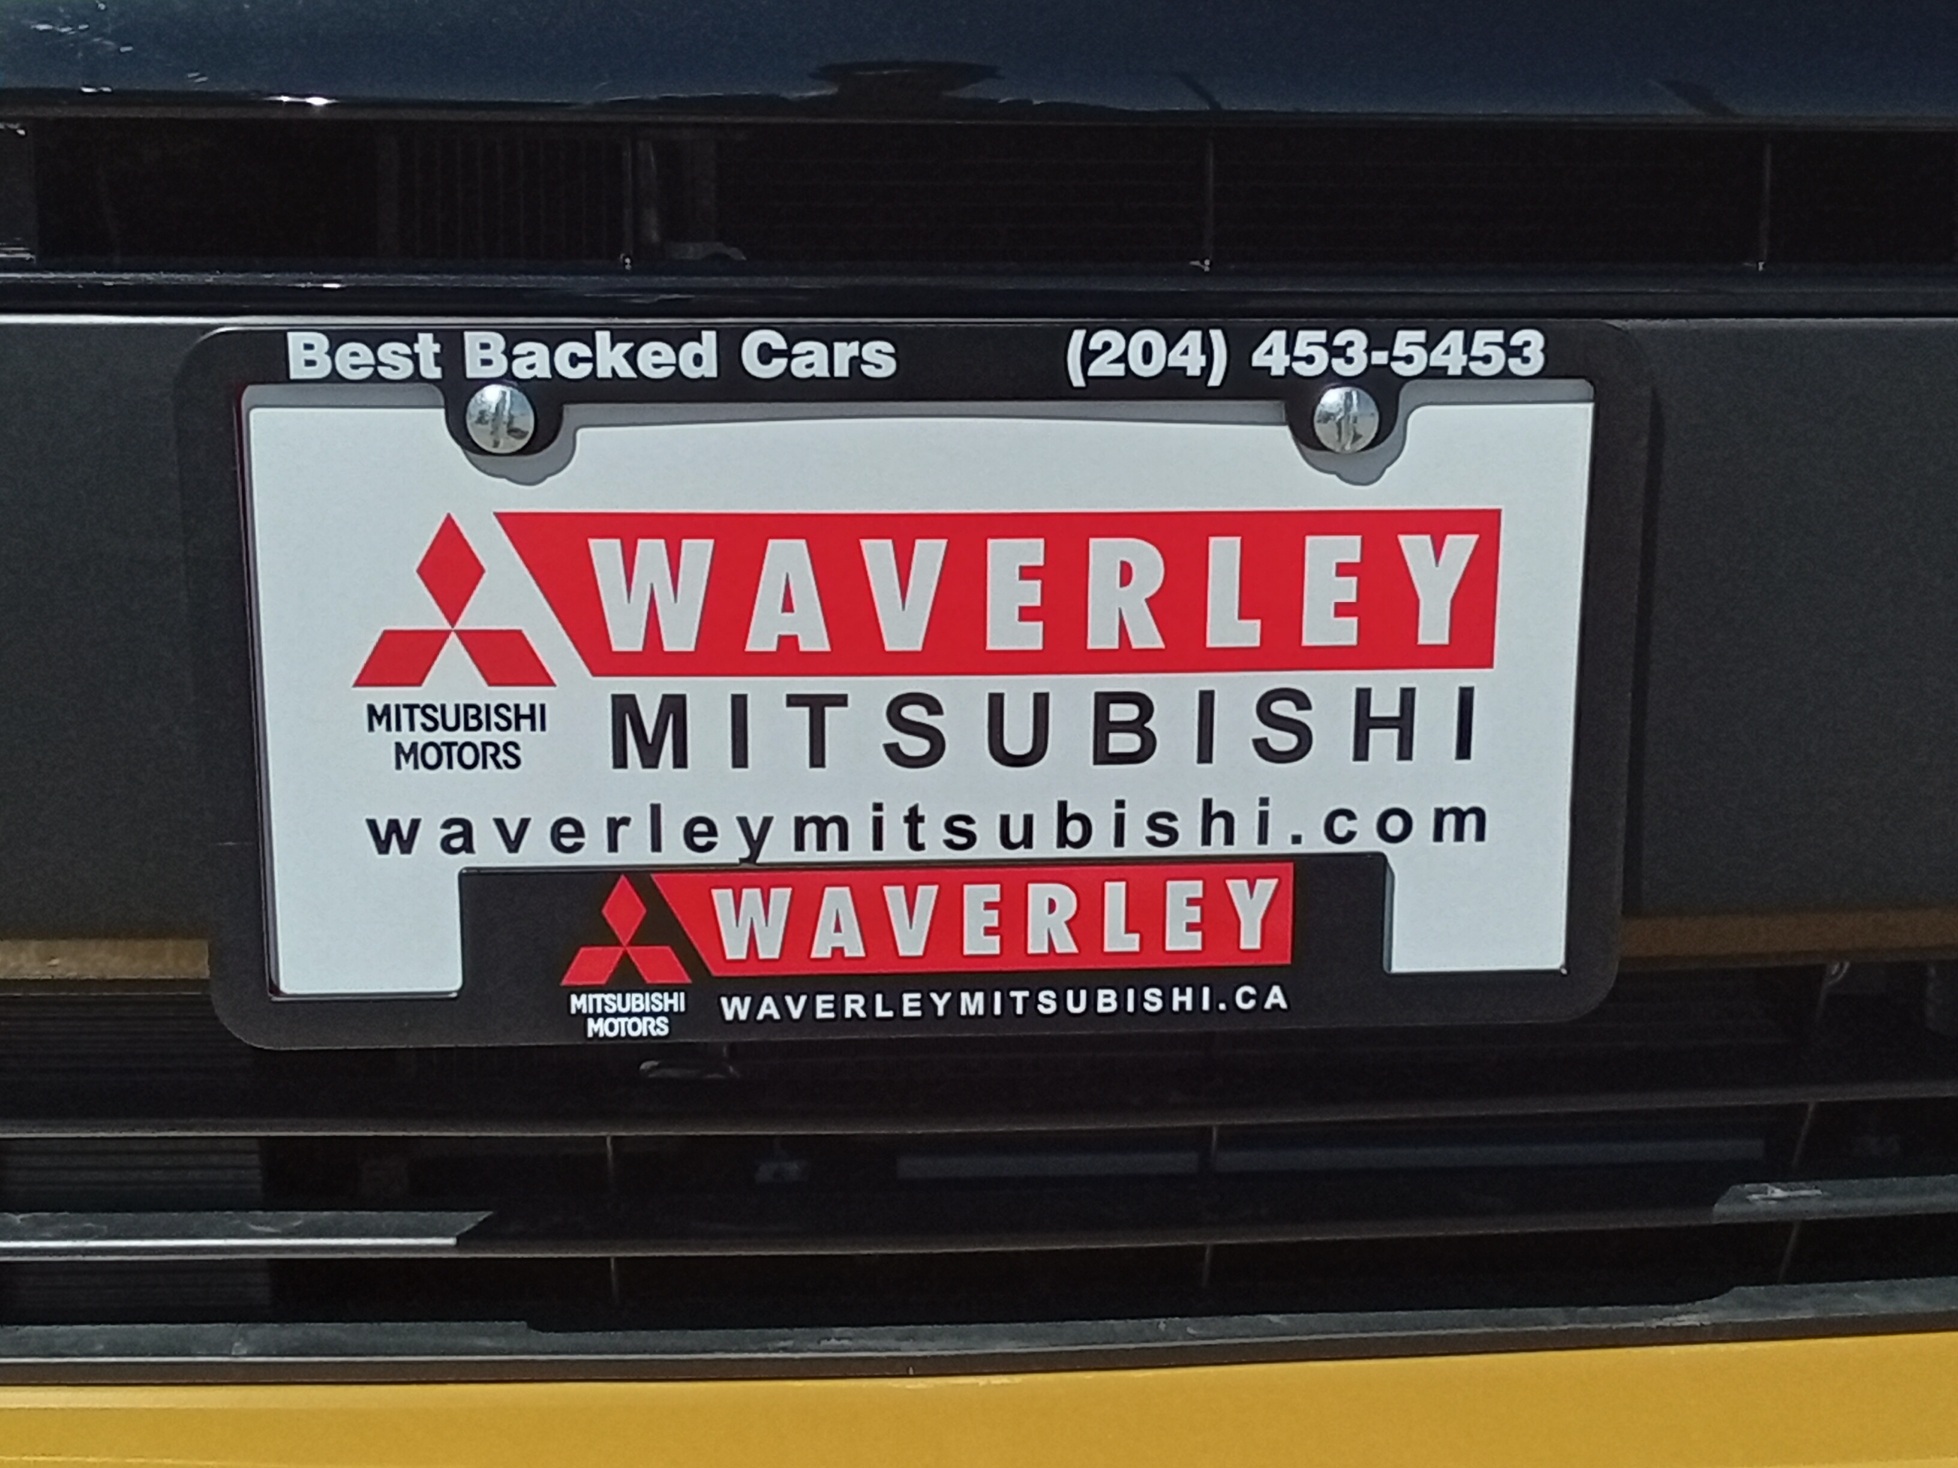 Best Backed Cars (204) 453-5453
WAVERLEY
MITSUBISHI
MITSUBISHI
MOTORS
waverleymitsubishi.com
WAVERLEY
MITSUBISHI
MOTORS
WAVERLEYMITSUBISHI.CA